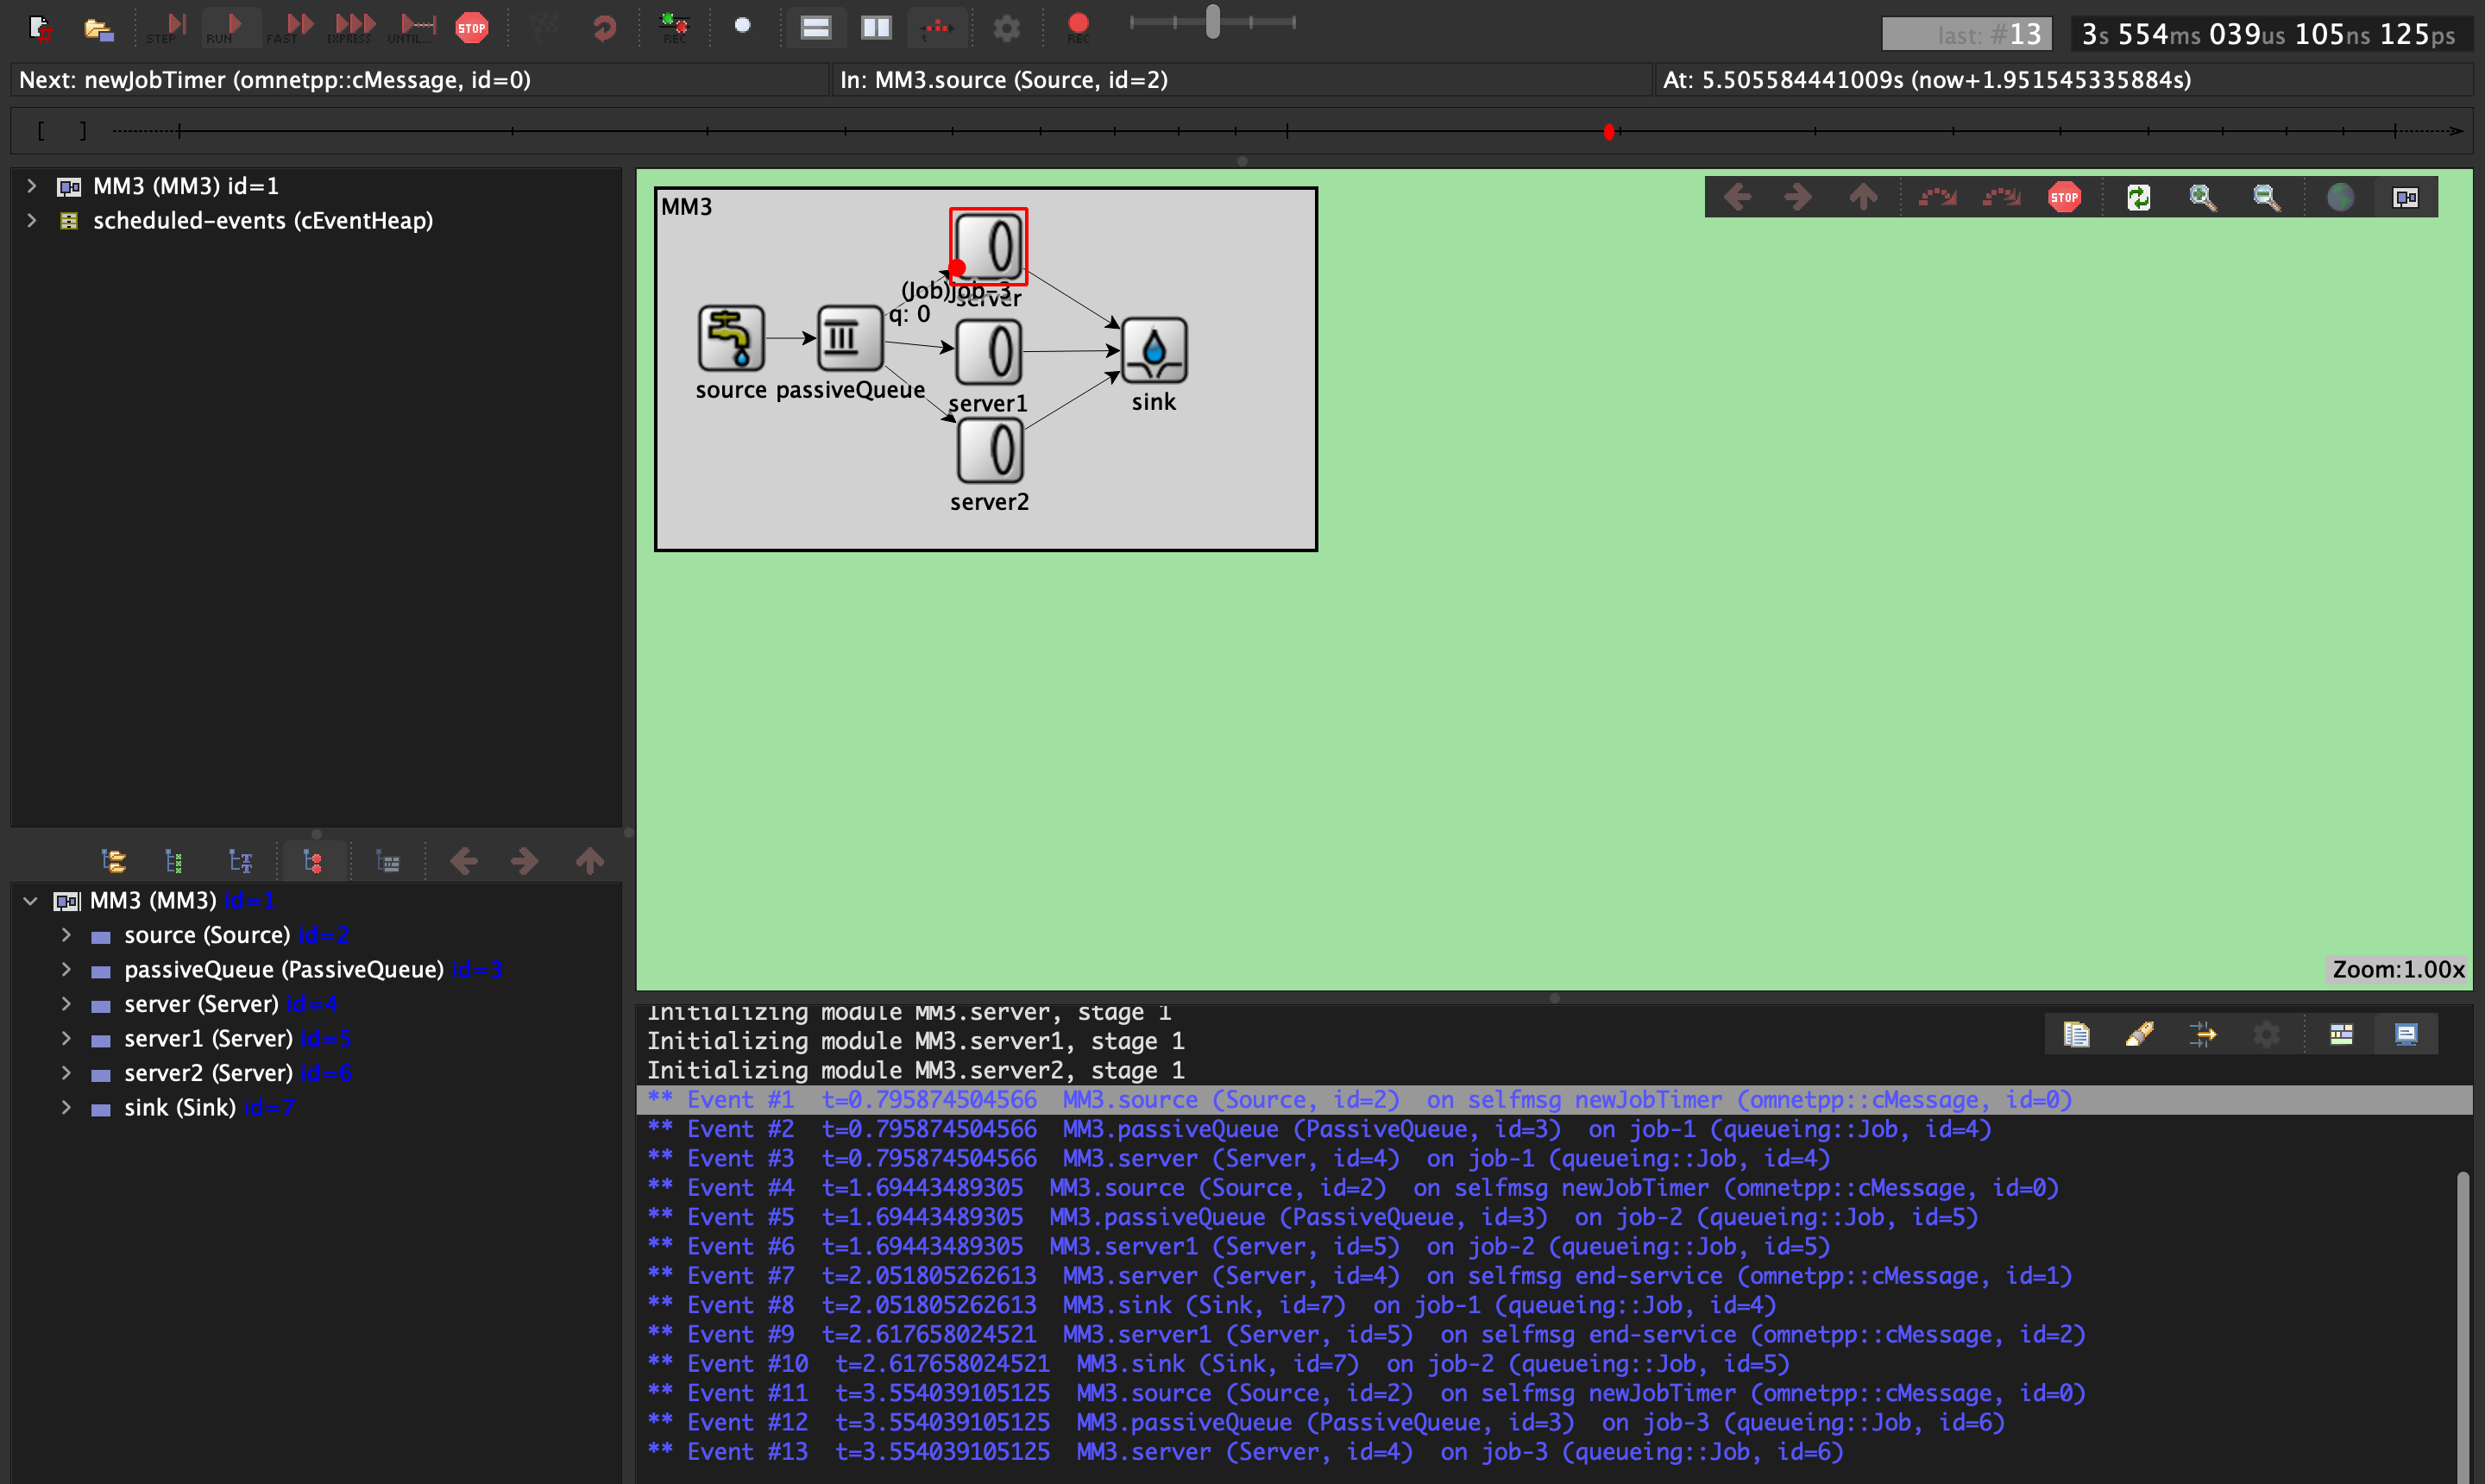 STEP RUN FAST EXPRESS UNTIL... STOP REC REC
last: #13 3s 554ms 039us 105ns 125ps
Next: newJobTimer (omnetpp::cMessage, id=0) In: MM3.source (Source, id=2) At: 5.505584441009s (now+1.951545335884s)
[ ]
MM3 (MM3) id=1
scheduled-events (cEventHeap)
MM3
STOP
(Job)job-3
server
q: 0
source passiveQueue
server1
sink
server2
Zoom:1.00x
MM3 (MM3) id=1
source (Source) id=2
passiveQueue (PassiveQueue) id=3
server (Server) id=4
server1 (Server) id=5
server2 (Server) id=6
sink (Sink) id=7
Initializing module MM3.server, stage 1
Initializing module MM3.server1, stage 1
Initializing module MM3.server2, stage 1
** Event #1 t=0.795874504566 MM3.source (Source, id=2) on selfmsg newJobTimer (omnetpp::cMessage, id=0)
** Event #2 t=0.795874504566 MM3.passiveQueue (PassiveQueue, id=3) on job-1 (queueing::Job, id=4)
** Event #3 t=0.795874504566 MM3.server (Server, id=4) on job-1 (queueing::Job, id=4)
** Event #4 t=1.69443489305 MM3.source (Source, id=2) on selfmsg newJobTimer (omnetpp::cMessage, id=0)
** Event #5 t=1.69443489305 MM3.passiveQueue (PassiveQueue, id=3) on job-2 (queueing::Job, id=5)
** Event #6 t=1.69443489305 MM3.server1 (Server, id=5) on job-2 (queueing::Job, id=5)
** Event #7 t=2.051805262613 MM3.server (Server, id=4) on selfmsg end-service (omnetpp::cMessage, id=1)
** Event #8 t=2.051805262613 MM3.sink (Sink, id=7) on job-1 (queueing::Job, id=4)
** Event #9 t=2.617658024521 MM3.server1 (Server, id=5) on selfmsg end-service (omnetpp::cMessage, id=2)
** Event #10 t=2.617658024521 MM3.sink (Sink, id=7) on job-2 (queueing::Job, id=5)
** Event #11 t=3.554039105125 MM3.source (Source, id=2) on selfmsg newJobTimer (omnetpp::cMessage, id=0)
** Event #12 t=3.554039105125 MM3.passiveQueue (PassiveQueue, id=3) on job-3 (queueing::Job, id=6)
** Event #13 t=3.554039105125 MM3.server (Server, id=4) on job-3 (queueing::Job, id=6)